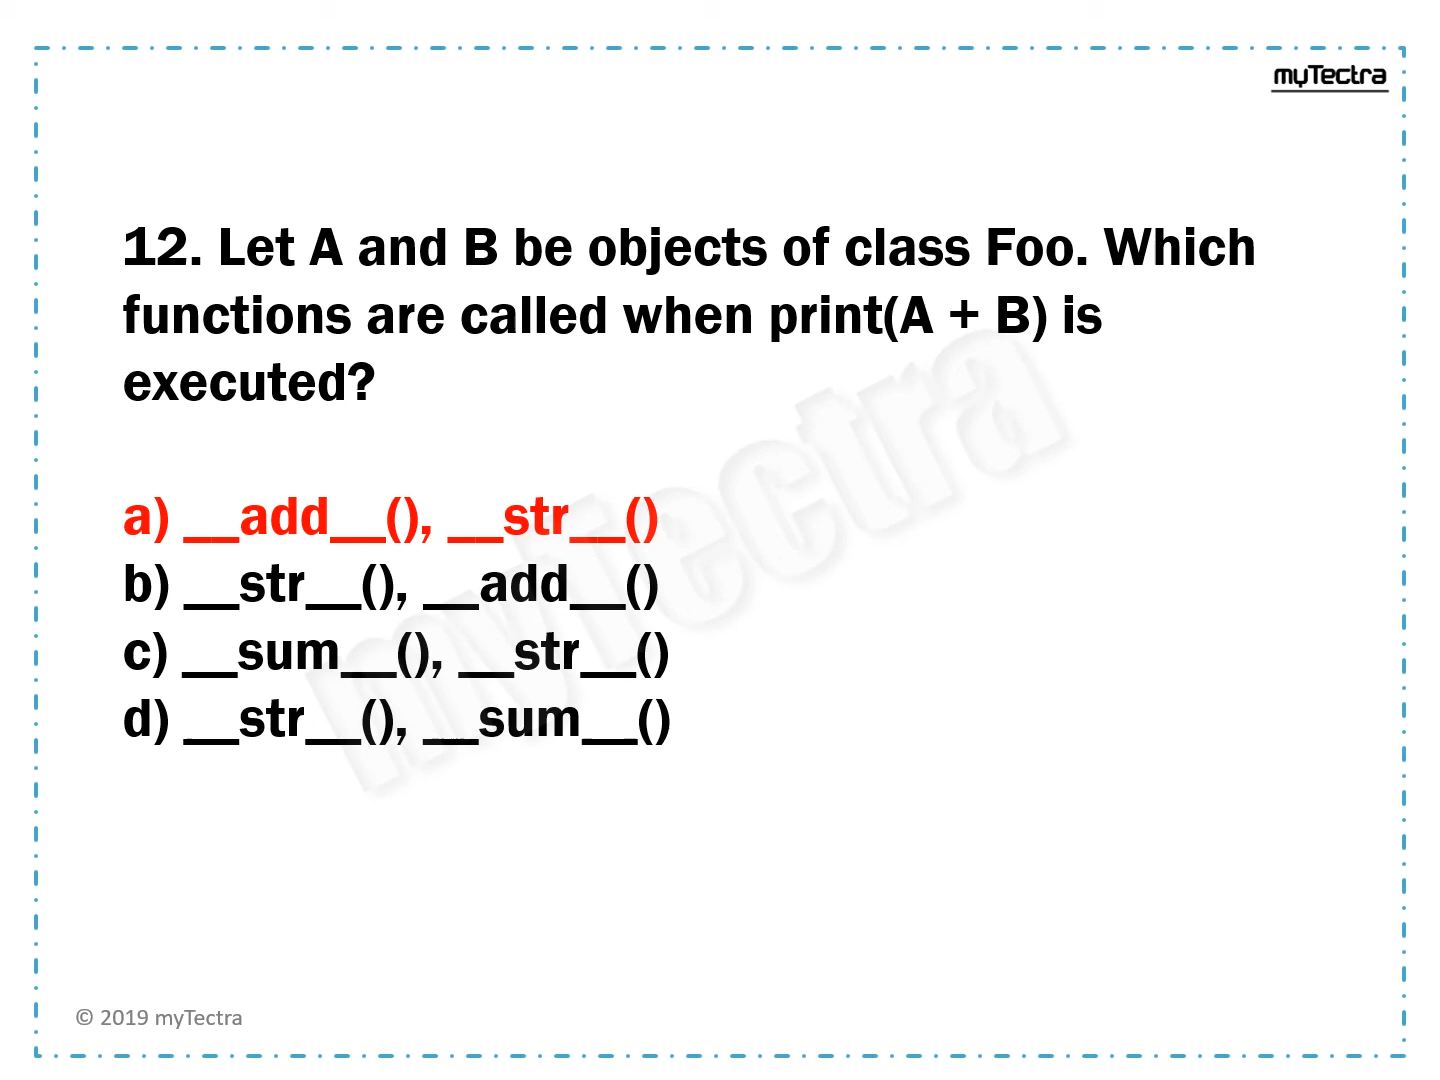 myTectra
12. Let A and B be objects of class Foo. Which
functions are called when print(A + B) is
executed?
a) __add__(), __str__()
b) __str__(), __add__()
c) __sum__(), __str__()
d) __str__(), __sum__()
myTectra
© 2019 myTectra